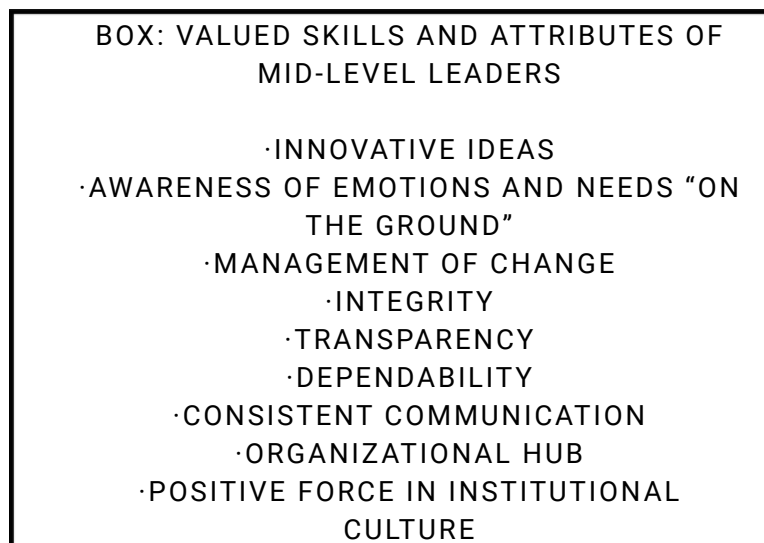 BOX: VALUED SKILLS AND ATTRIBUTES OF
MID-LEVEL LEADERS
·INNOVATIVE IDEAS
·AWARENESS OF EMOTIONS AND NEEDS “ON
THE GROUND”
·MANAGEMENT OF CHANGE
·INTEGRITY
·TRANSPARENCY
·DEPENDABILITY
·CONSISTENT COMMUNICATION
·ORGANIZATIONAL HUB
·POSITIVE FORCE IN INSTITUTIONAL
CULTURE